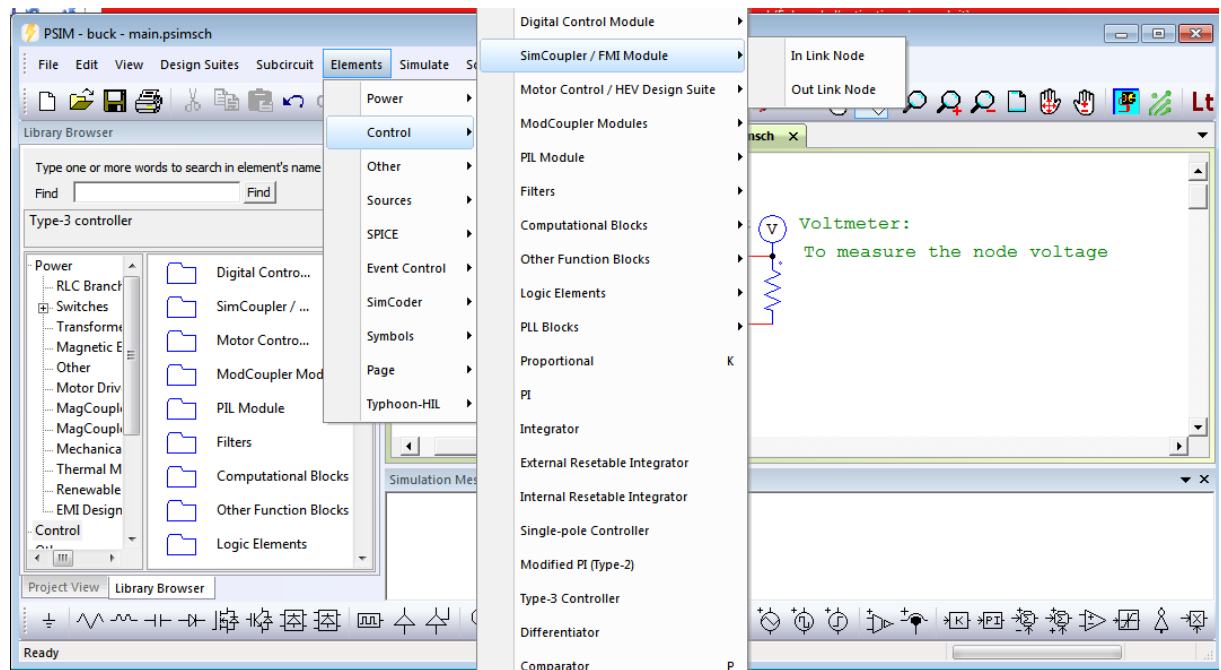 PSIM - buck - main.psimsch
File Edit View Design Suites Subcircuit Elements Simulate
Lt
Library Browser
Type one or more words to search in element's name
Find Find
Type-3 controller
Power
RLC Branch
Switches
Transforme
Magnetic E
Other
Motor Driv
MagCouple
MagCouple
Mechanica
Thermal M
Renewable
EMI Design
Control
Digital Contro...
SimCoupler / ...
Motor Contro...
ModCoupler Mod
PIL Module
Filters
Computational Blocks
Other Function Blocks
Logic Elements
Project View Library Browser
Power
Control
Other
Sources
SPICE
Event Control
SimCoder
Symbols
Page
Typhoon-HIL
Digital Control Module
SimCoupler / FMI Module
Motor Control / HEV Design Suite
ModCoupler Modules
PIL Module
Filters
Computational Blocks
Other Function Blocks
Logic Elements
PLL Blocks
Proportional K
PI
Integrator
External Resetable Integrator
Internal Resetable Integrator
Single-pole Controller
Modified PI (Type-2)
Type-3 Controller
Differentiator
Comparator P
In Link Node
Out Link Node
msch
V Voltmeter:
To measure the node voltage
Simulation Mes
K PI
Ready